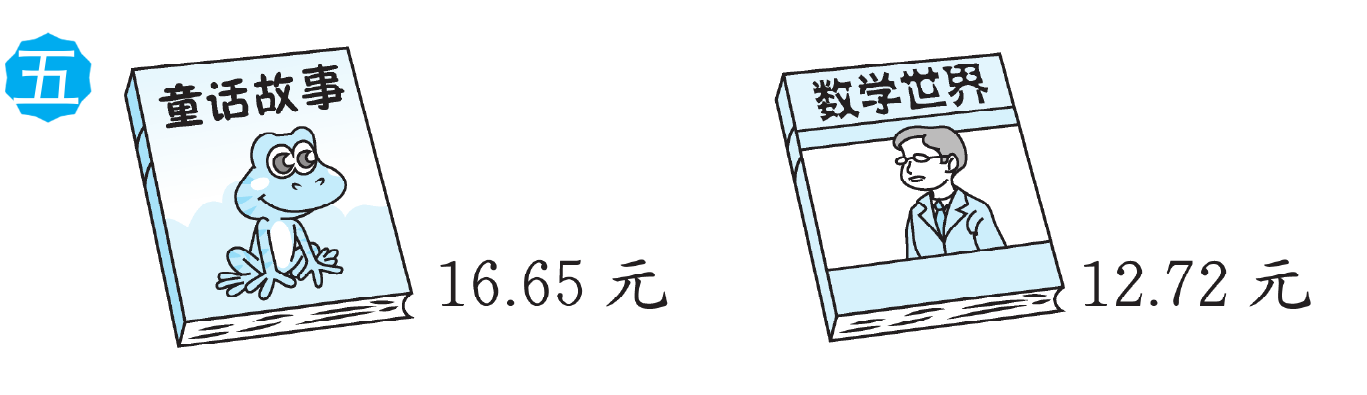 五
童话故事
16.65 元
数学世界
12.72 元